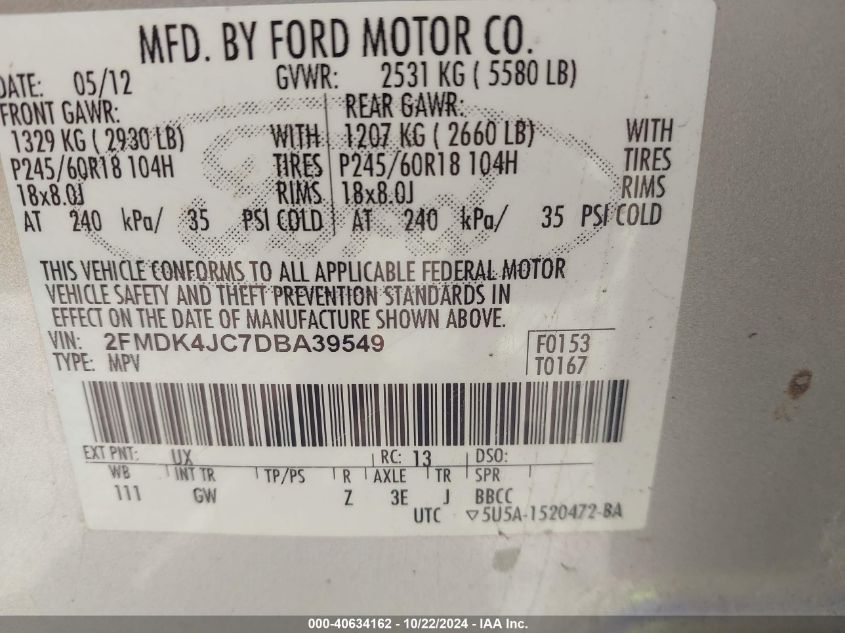 MFD. BY FORD MOTOR CO.
DATE: 05/12 GVWR: 2531 KG ( 5580 LB)
FRONT GAWR: REAR GAWR:
1329 KG ( 2930 LB) WITH 1207 KG ( 2660 LB) WITH
P245/60R18 104H TIRES P245/60R18 104H TIRES
18x8.0J RIMS 18x8.0J RIMS
AT 240 kPa/ 35 PSI COLD AT 240 kPa/ 35 PSI COLD
THIS VEHICLE CONFORMS TO ALL APPLICABLE FEDERAL MOTOR
VEHICLE SAFETY AND THEFT PREVENTION STANDARDS IN
EFFECT ON THE DATE OF MANUFACTURE SHOWN ABOVE.
VIN: 2FMDK4JC7DBA39549 F0153
TYPE: MPV T0167
EXT PNT: UX RC: 13 DSO:
WB INT TR TP/PS R AXLE TR SPR
111 GW Z 3E J BBCC
UTC ▽5U5A-1520472-BA
000-40634162 - 10/22/2024 - IAA Inc.